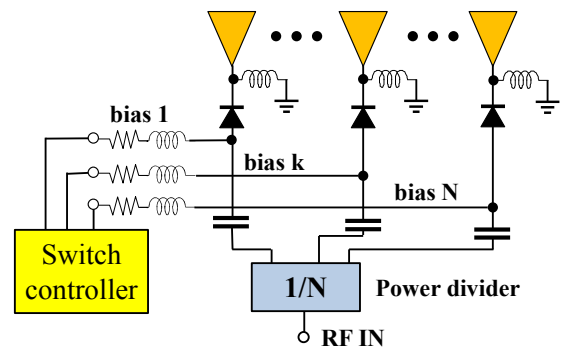 bias 1
bias k
bias N
Switch
controller
1/N
Power divider
RF IN